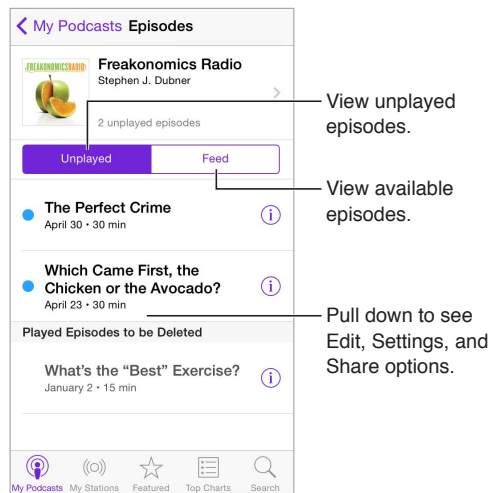 My Podcasts Episodes
FREAKONOMICSRADIO
Freakonomics Radio
Stephen J. Dubner
2 unplayed episodes
Unplayed
Feed
The Perfect Crime
April 30 • 30 min
Which Came First, the
Chicken or the Avocado?
April 23 • 30 min
Played Episodes to be Deleted
What's the “Best” Exercise?
January 2 • 15 min
My Podcasts
My Stations
Featured
Top Charts
Search
View unplayed
episodes.
View available
episodes.
Pull down to see
Edit, Settings, and
Share options.